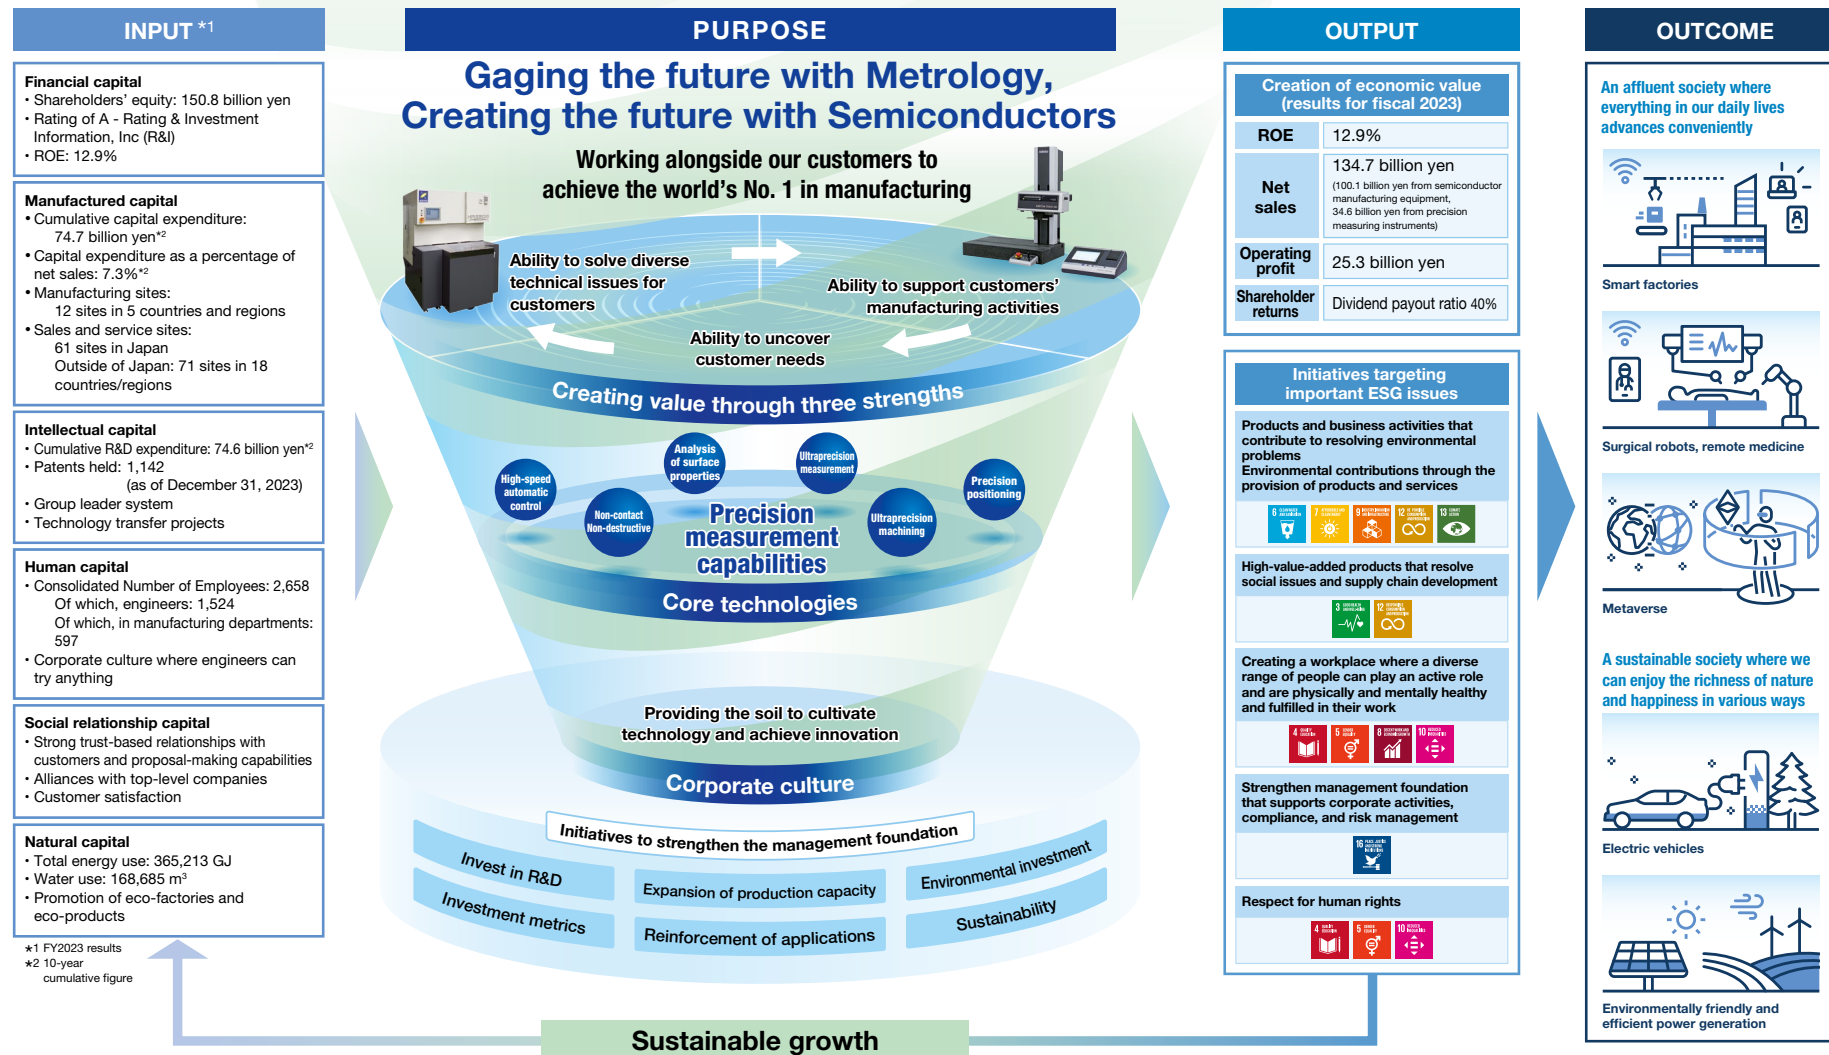 INPUT *1
Financial capital
・Shareholders' equity: 150.8 billion yen
・Rating of A - Rating & Investment
Information, Inc (R&I)
・ROE: 12.9%
Manufactured capital
• Cumulative capital expenditure:
74.7 billion yen*2
• Capital expenditure as a percentage of
net sales: 7.3%*2
• Manufacturing sites:
12 sites in 5 countries and regions
• Sales and service sites:
61 sites in Japan
Outside of Japan: 71 sites in 18
countries/regions
Intellectual capital
・Cumulative R&D expenditure: 74.6 billion yen*2
・Patents held: 1,142
(as of December 31, 2023)
・Group leader system
・Technology transfer projects
Human capital
・Consolidated Number of Employees: 2,658
Of which, engineers: 1,524
Of which, in manufacturing departments:
597
・Corporate culture where engineers can
try anything
Social relationship capital
・Strong trust-based relationships with
customers and proposal-making capabilities
・Alliances with top-level companies
・Customer satisfaction
Natural capital
・Total energy use: 365,213 GJ
・Water use: 168,685 m³
・Promotion of eco-factories and
eco-products
*1 FY2023 results
*2 10-year
cumulative figure
PURPOSE
Gaging the future with Metrology,
Creating the future with Semiconductors
Working alongside our customers to
achieve the world's No. 1 in manufacturing
Ability to solve diverse
technical issues for
customers
Ability to support customers'
manufacturing activities
Ability to uncover
customer needs
Creating value through three strengths
High-speed
automatic
control
Non-contact
Non-destructive
Analysis
of surface
properties
Ultraprecision
measurement
Ultraprecision
machining
Precision
positioning
Precision
measurement
capabilities
Core technologies
Providing the soil to cultivate
technology and achieve innovation
Corporate culture
Initiatives to strengthen the management foundation
Invest in R&D
Expansion of production capacity
Environmental investment
Investment metrics
Reinforcement of applications
Sustainability
Sustainable growth
OUTPUT
Creation of economic value
(results for fiscal 2023)
ROE
12.9%
Net
sales
134.7 billion yen
(100.1 billion yen from semiconductor
manufacturing equipment,
34.6 billion yen from precision
measuring instruments)
Operating
profit
25.3 billion yen
Shareholder
returns
Dividend payout ratio 40%
Initiatives targeting
important ESG issues
Products and business activities that
contribute to resolving environmental
problems
Environmental contributions through the
provision of products and services
6
7
9
12
13
High-value-added products that resolve
social issues and supply chain development
3
12
Creating a workplace where a diverse
range of people can play an active role
and are physically and mentally healthy
and fulfilled in their work
4
5
8
10
Strengthen management foundation
that supports corporate activities,
compliance, and risk management
16
Respect for human rights
4
5
10
OUTCOME
An affluent society where
everything in our daily lives
advances conveniently
Smart factories
Surgical robots, remote medicine
Metaverse
A sustainable society where we
can enjoy the richness of nature
and happiness in various ways
Electric vehicles
Environmentally friendly and
efficient power generation